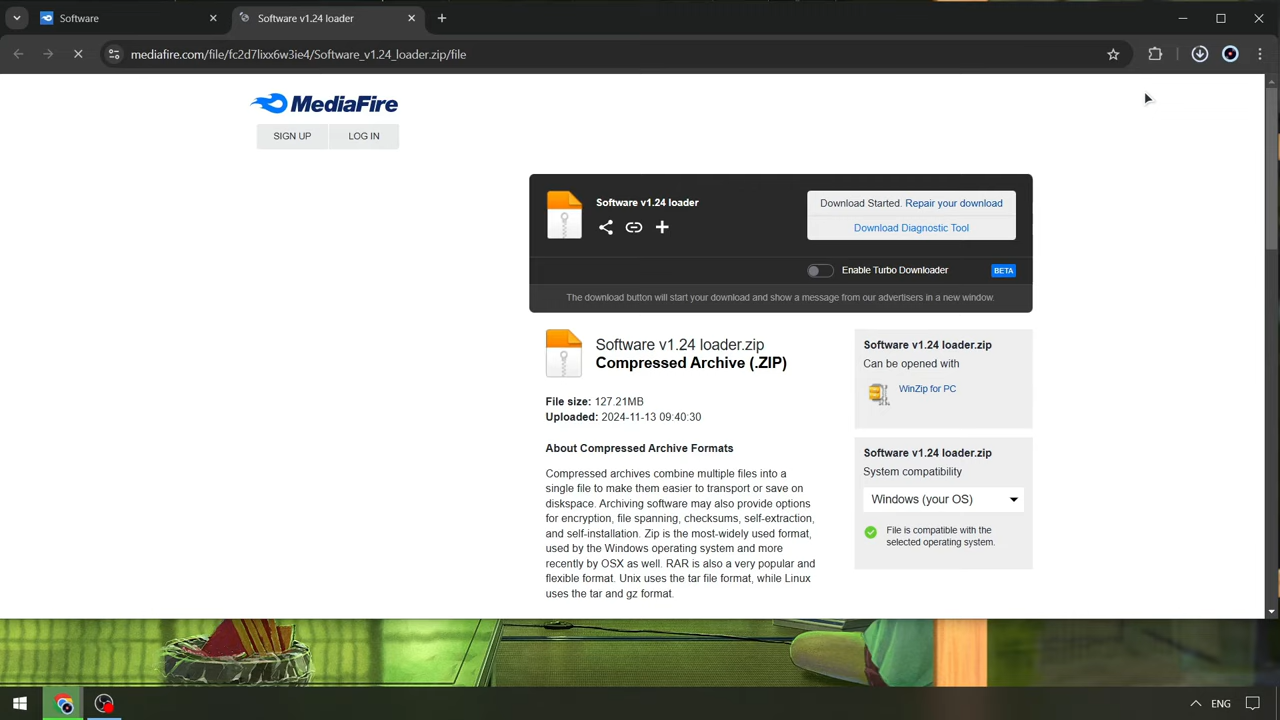 Software
Software v1.24 loader
mediafire.com/file/fc2d7lixx6w3ie4/Software_v1.24_loader.zip/file
MediaFire
SIGN UP
LOG IN
Software v1.24 loader
Download Started. Repair your download
Download Diagnostic Tool
Enable Turbo Downloader
BETA
The download button will start your download and show a message from our advertisers in a new window.
Software v1.24 loader.zip
Compressed Archive (.ZIP)
File size: 127.21MB
Uploaded: 2024-11-13 09:40:30
About Compressed Archive Formats
Compressed archives combine multiple files into a
single file to make them easier to transport or save on
diskspace. Archiving software may also provide options
for encryption, file spanning, checksums, self-extraction,
and self-installation. Zip is the most-widely used format,
used by the Windows operating system and more
recently by OSX as well. RAR is also a very popular and
flexible format. Unix uses the tar file format, while Linux
uses the tar and gz format.
Software v1.24 loader.zip
Can be opened with
WinZip for PC
Software v1.24 loader.zip
System compatibility
Windows (your OS)
File is compatible with the
selected operating system.
ENG